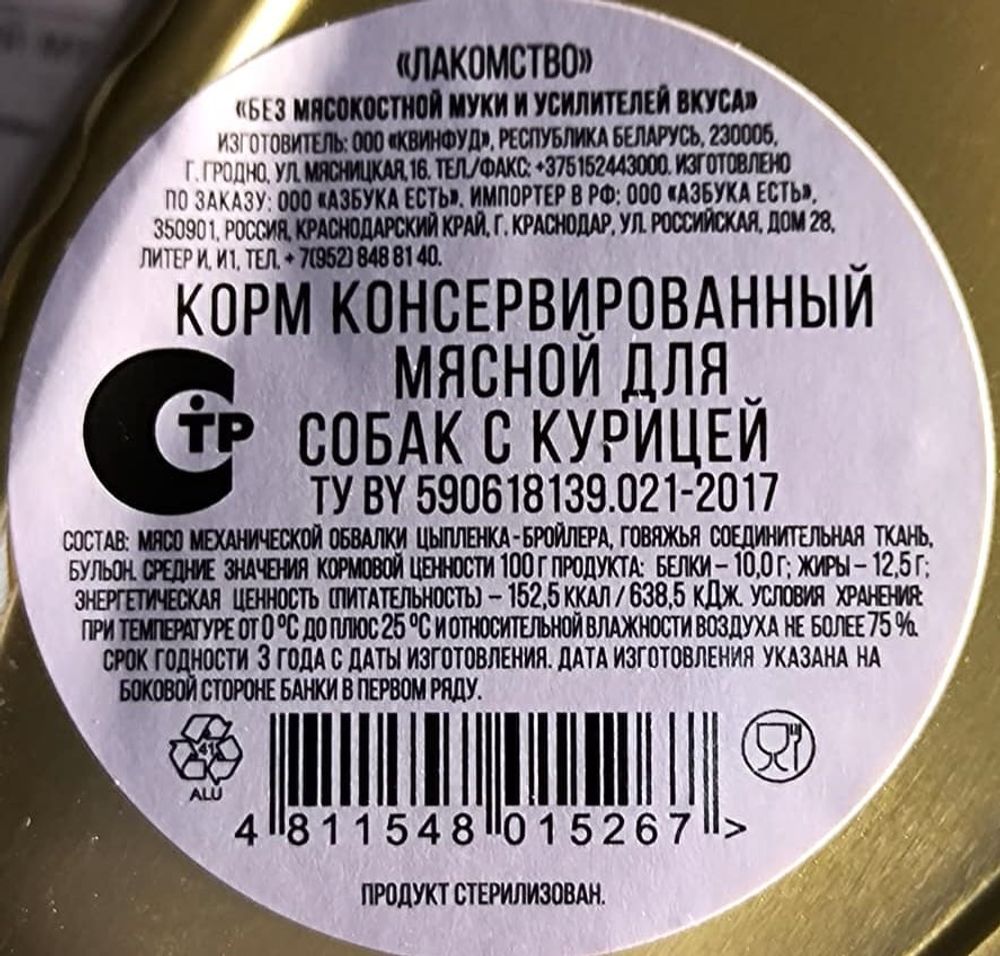 «ЛАКОМСТВО»
«БЕЗ МЯСОКОСТНОЙ МУКИ И УСИЛИТЕЛЕЙ ВКУСА»
ИЗГОТОВИТЕЛЬ: ООО «КВИНФУД», РЕСПУБЛИКА БЕЛАРУСЬ, 230005,
Г. ГРОДНО, УЛ. МЯСНИЦКАЯ, 16. ТЕЛ./ФАКС: +375152443000. ИЗГОТОВЛЕНО
ПО ЗАКАЗУ: ООО «АЗБУКА ЕСТЬ». ИМПОРТЕР В РФ: ООО «АЗБУКА ЕСТЬ»,
350901, РОССИЯ, КРАСНОДАРСКИЙ КРАЙ, Г. КРАСНОДАР, УЛ. РОССИЙСКАЯ, ДОМ 28,
ЛИТЕР И, И1, ТЕЛ. + 7(952) 848 81 40.
КОРМ КОНСЕРВИРОВАННЫЙ
МЯСНОЙ ДЛЯ
СОБАК С КУРИЦЕЙ
СТР
ТУ BY 590618139.021-2017
СОСТАВ: МЯСО МЕХАНИЧЕСКОЙ ОБВАЛКИ ЦЫПЛЕНКА-БРОЙЛЕРА, ГОВЯЖЬЯ СОЕДИНИТЕЛЬНАЯ ТКАНЬ,
БУЛЬОН. СРЕДНИЕ ЗНАЧЕНИЯ КОРМОВОЙ ЦЕННОСТИ 100 Г ПРОДУКТА: БЕЛКИ – 10,0 Г; ЖИРЫ – 12,5 Г;
ЭНЕРГЕТИЧЕСКАЯ ЦЕННОСТЬ (ПИТАТЕЛЬНОСТЬ) – 152,5 ККАЛ / 638,5 КДЖ. УСЛОВИЯ ХРАНЕНИЯ:
ПРИ ТЕМПЕРАТУРЕ ОТ 0 °С ДО ПЛЮС 25 °С И ОТНОСИТЕЛЬНОЙ ВЛАЖНОСТИ ВОЗДУХА НЕ БОЛЕЕ 75 %.
СРОК ГОДНОСТИ 3 ГОДА С ДАТЫ ИЗГОТОВЛЕНИЯ. ДАТА ИЗГОТОВЛЕНИЯ УКАЗАНА НА
БОКОВОЙ СТОРОНЕ БАНКИ В ПЕРВОМ РЯДУ.
41
ALU
4 811548 015267 >
ПРОДУКТ СТЕРИЛИЗОВАН.